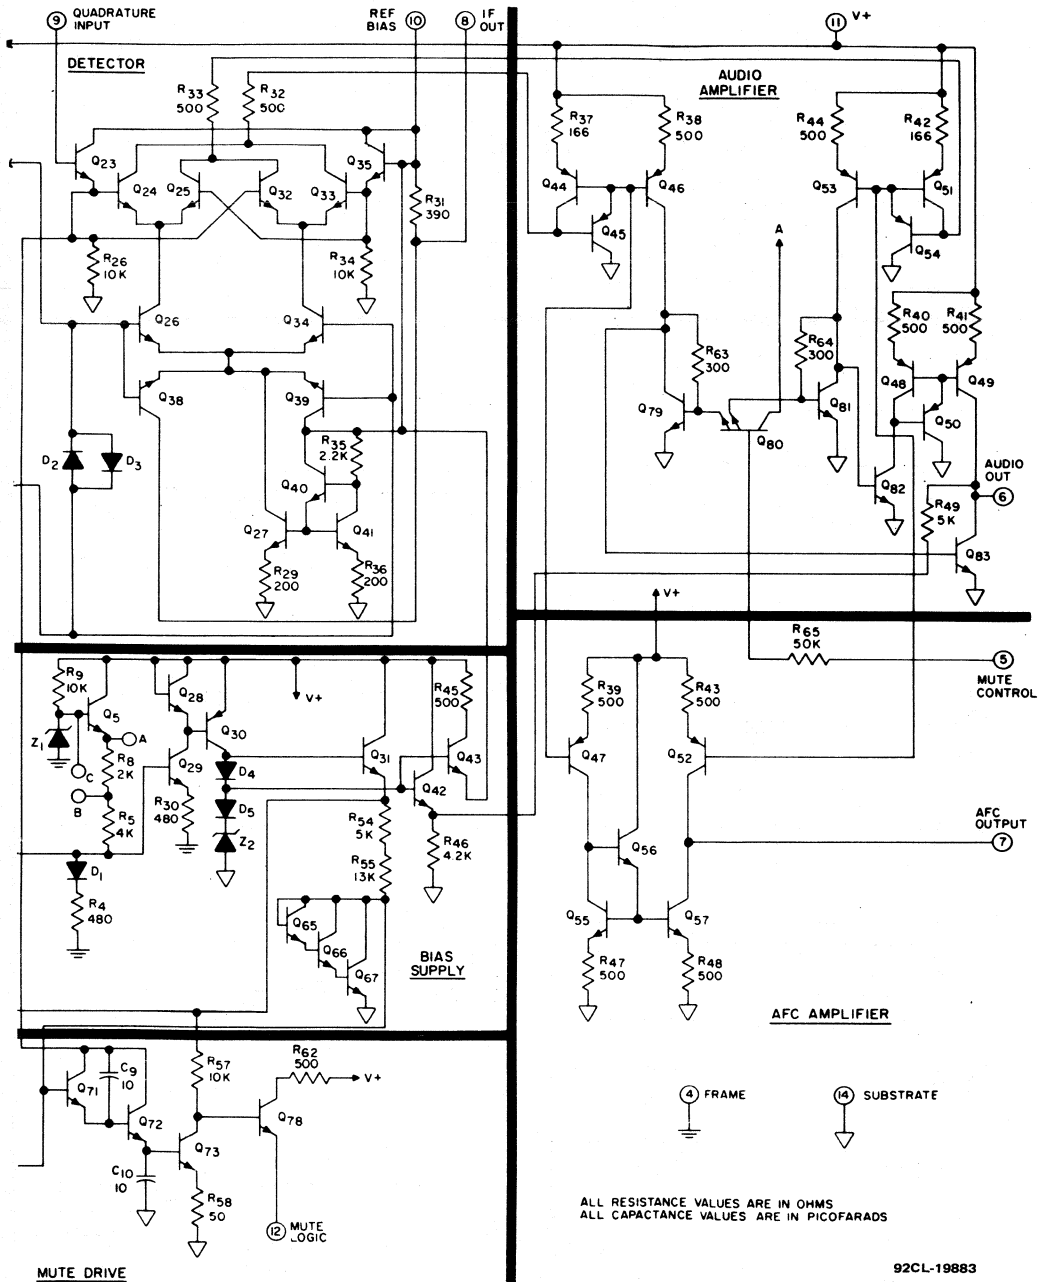 9 QUADRATURE INPUT
REF BIAS 10
8 IF OUT
11 V+
DETECTOR
AUDIO AMPLIFIER
R33 500
R32 500
R37 166
R38 500
R44 500
R42 166
Q23
Q24
Q25
Q32
Q33
Q35
Q44
Q46
Q53
Q51
R31 390
Q45
A
Q54
R26 10K
R34 10K
Q26
Q34
R40 500
R41 500
R63 300
R64 300
Q38
Q39
Q48
Q49
Q79
Q80
Q81
Q50
D2
D3
R35 2.2K
Q40
Q82
AUDIO OUT
6
Q27
Q41
R49 5K
Q83
R29 200
R36 200
V+
R65 50K
5
MUTE CONTROL
R9 10K
Q28
V+
R45 500
R39 500
R43 500
Q5
Z1
A
Q30
Q31
Q43
Q47
Q52
R8 2K
C
Q29
D4
Q42
B
R30 480
D5
R5 4K
Z2
R54 5K
R46 4.2K
AFC OUTPUT
7
D1
R55 13K
Q56
R4 480
Q65
Q66
Q67
BIAS SUPPLY
Q55
Q57
R47 500
R48 500
AFC AMPLIFIER
R57 10K
R62 500
V+
C9 10
Q71
Q72
Q78
Q73
4 FRAME
14 SUBSTRATE
C10 10
R58 50
12 MUTE LOGIC
ALL RESISTANCE VALUES ARE IN OHMS
ALL CAPACTANCE VALUES ARE IN PICOFARADS
MUTE DRIVE
92CL-19883